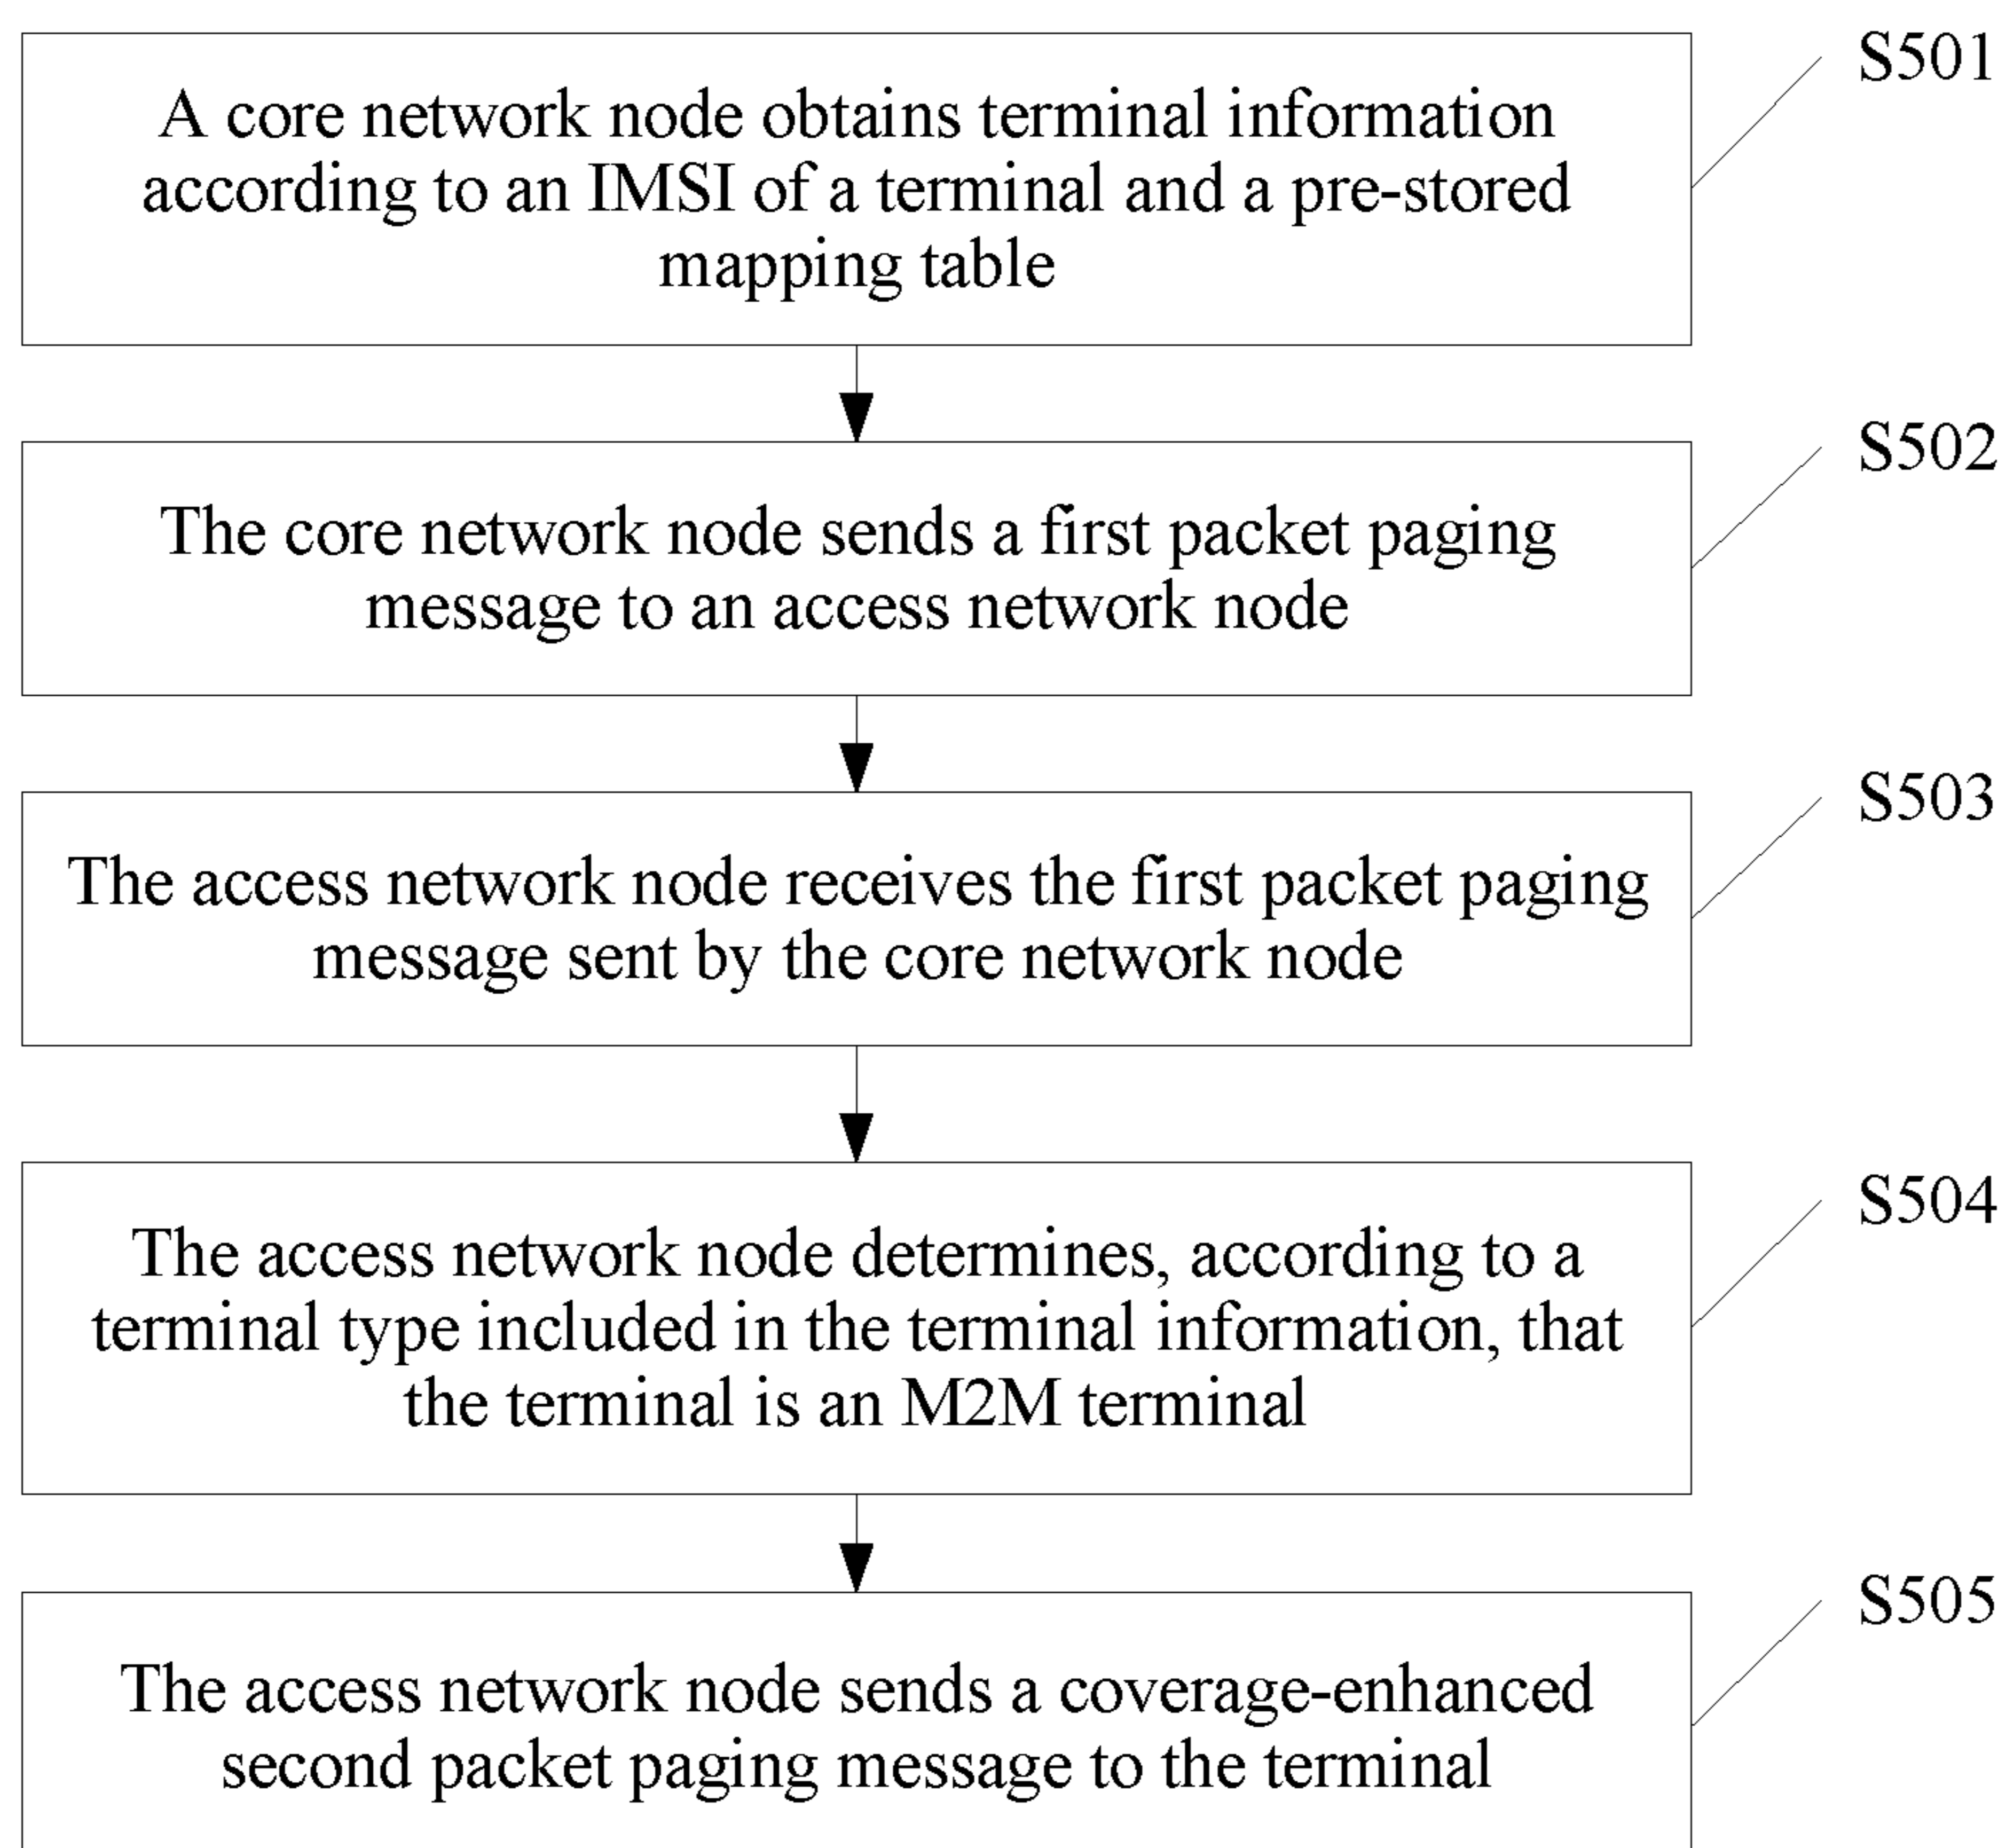 S501
A core network node obtains terminal information
according to an IMSI of a terminal and a pre-stored
mapping table
S502
The core network node sends a first packet paging
message to an access network node
S503
The access network node receives the first packet paging
message sent by the core network node
S504
The access network node determines, according to a
terminal type included in the terminal information, that
the terminal is an M2M terminal
S505
The access network node sends a coverage-enhanced
second packet paging message to the terminal